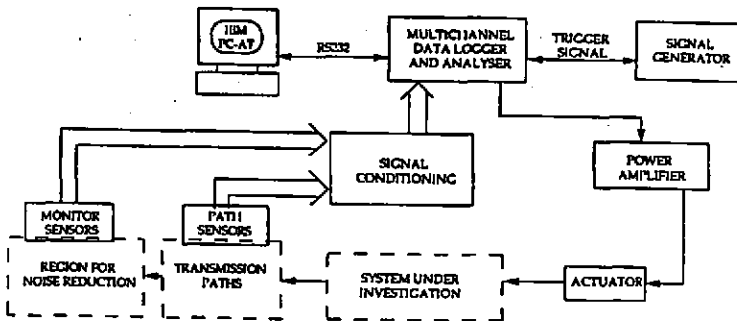 IBM
PC-AT
RS232
MULTICHANNEL
DATA LOGGER
AND ANALYSER
TRIGGER
SIGNAL
SIGNAL
GENERATOR
SIGNAL
CONDITIONING
POWER
AMPLIFIER
MONITOR
SENSORS
PATH
SENSORS
REGION FOR
NOISE REDUCTION
TRANSMISSION
PATHS
SYSTEM UNDER
INVESTIGATION
ACTUATOR